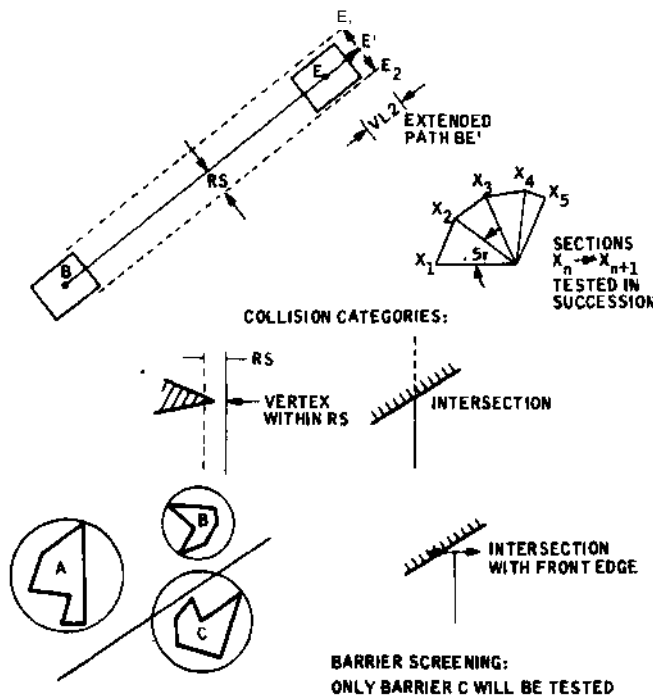 E,
E'
E
E2
VL2
EXTENDED
PATH BE'
RS
B
X1
X2
X3
X4
X5
Sr
SECTIONS
Xn → Xn+1
TESTED IN
SUCCESSION
COLLISION CATEGORIES:
RS
VERTEX
WITHIN RS
INTERSECTION
A
B
C
INTERSECTION
WITH FRONT EDGE
BARRIER SCREENING:
ONLY BARRIER C WILL BE TESTED